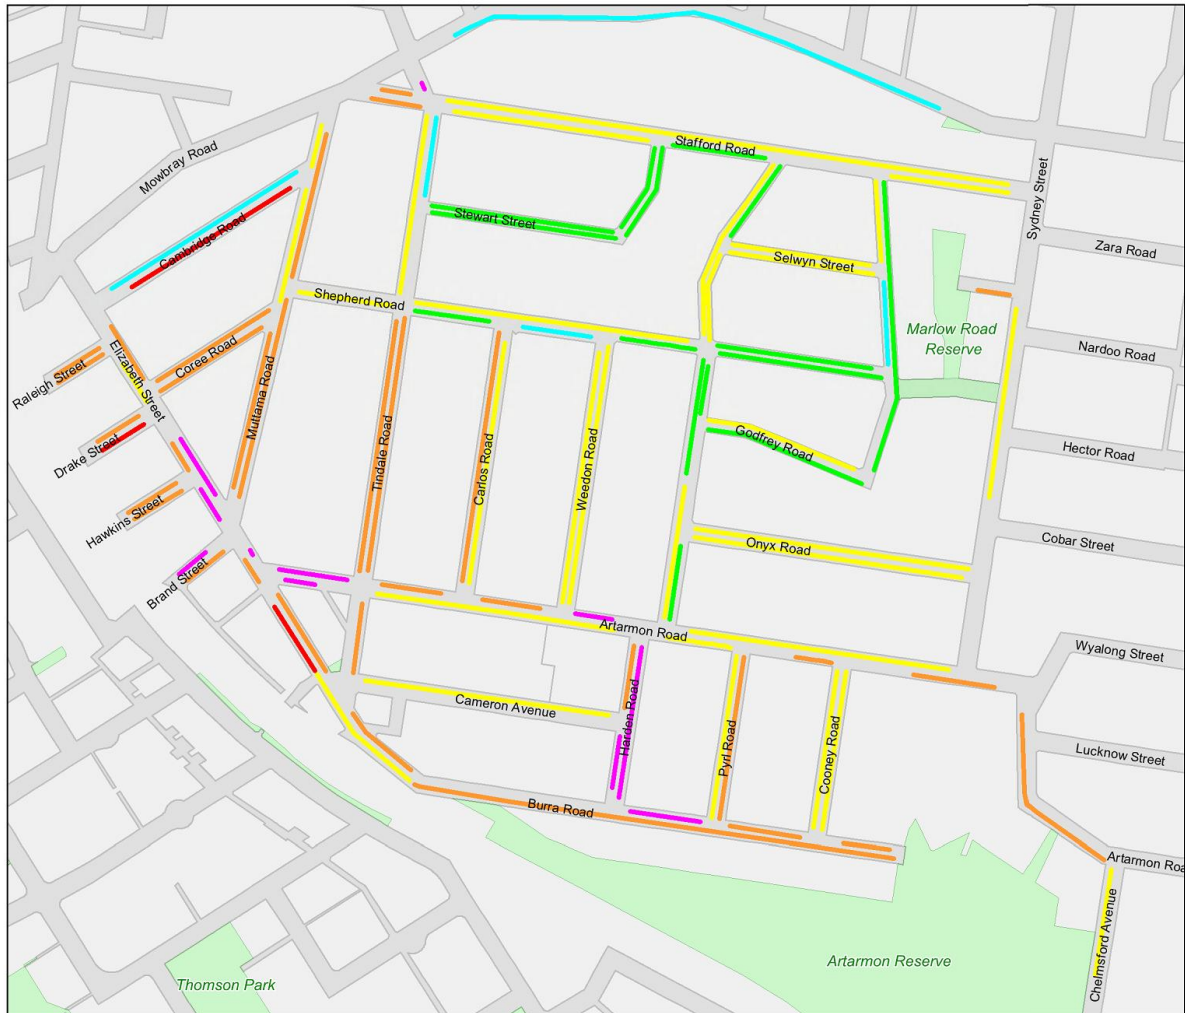 Stafford Road
Mowbray Road
Sydney Street
Stewart Street
Cambridge Road
Zara Road
Selwyn Street
Shepherd Road
Marlow Road
Reserve
Nardoo Road
Elizabeth Street
Coree Road
Raleigh Street
Muttama Road
Drake Street
Tindale Road
Carlos Road
Weedon Road
Godfrey Road
Hector Road
Hawkins Street
Onyx Road
Cobar Street
Brand Street
Artarmon Road
Wyalong Street
Cameron Avenue
Harden Road
Pyrl Road
Cooney Road
Lucknow Street
Burra Road
Artarmon Roa
Chelmsford Avenue
Artarmon Reserve
Thomson Park